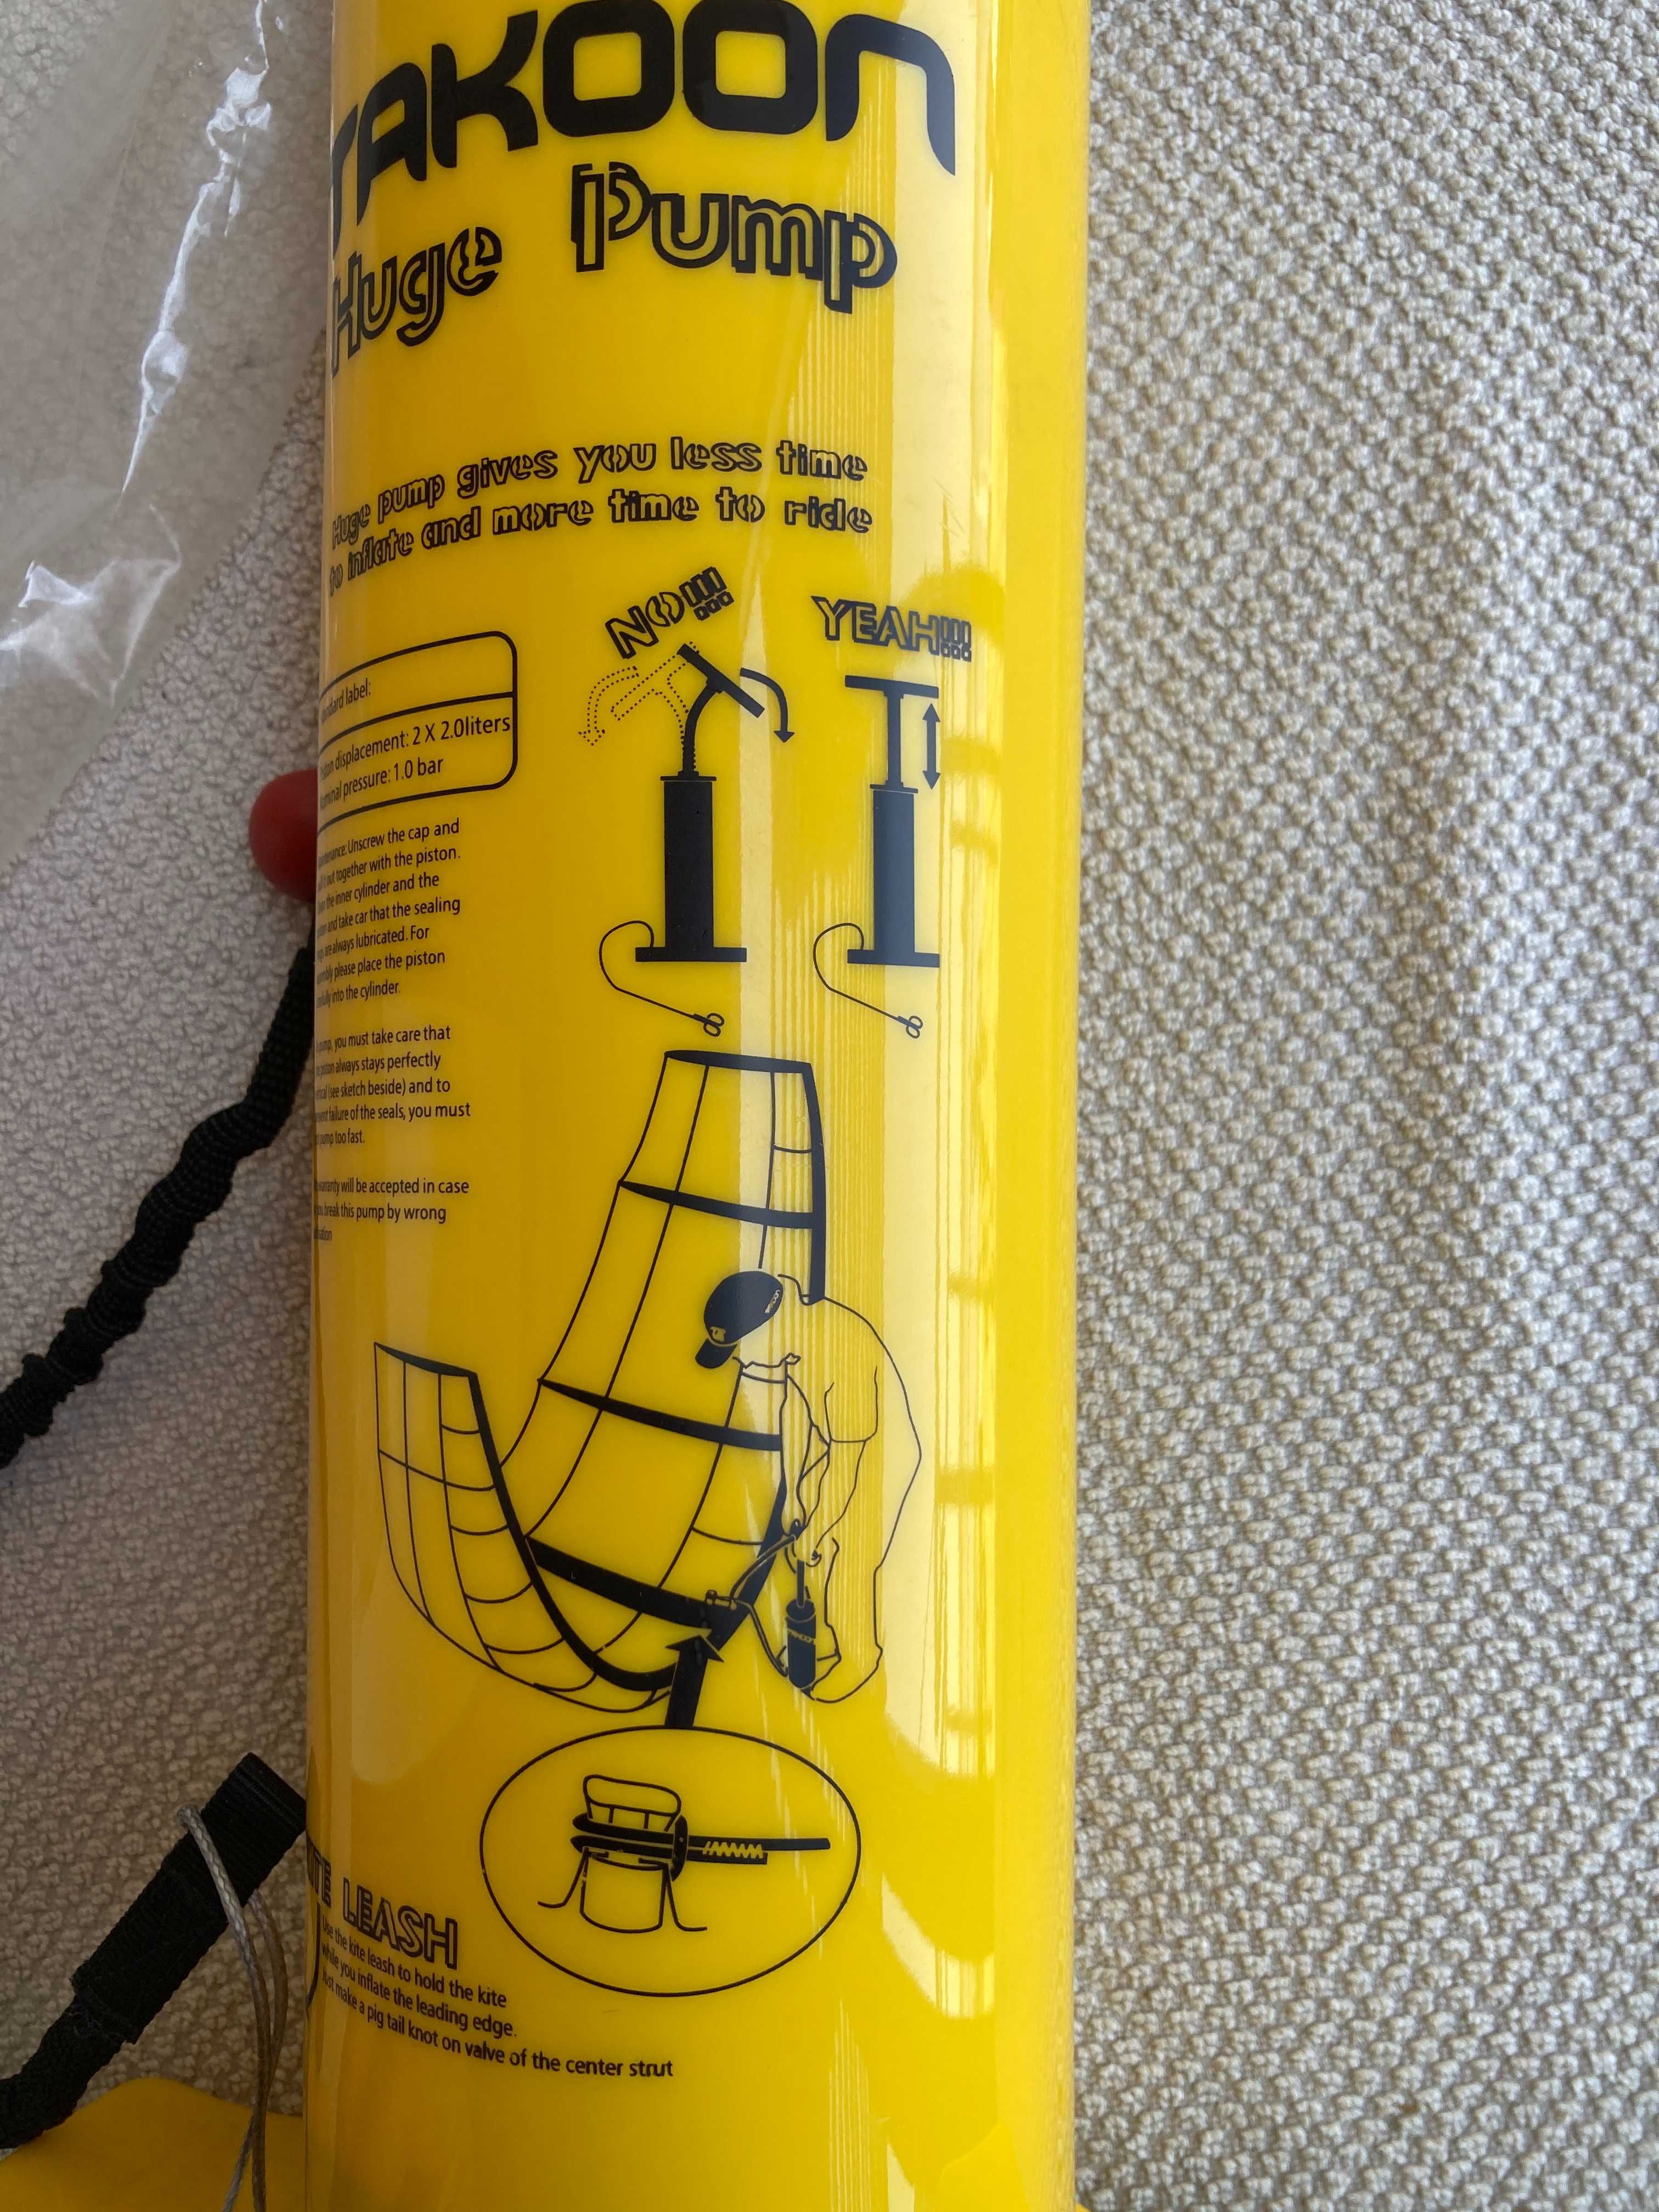 TAKOON
Huge Pump
Huge pump gives you less time
to inflate and more time to ride
NO!!!
YEAH!!!
label:
displacement: 2 X 2.0liters
pressure: 1.0 bar
Unscrew the cap and
out together with the piston.
the inner cylinder and the
and take car that the sealing
are always lubricated. For
please place the piston
into the cylinder.
you must take care that
piston always stays perfectly
(see sketch beside) and to
failure of the seals, you must
pump too fast.
will be accepted in case
break this pump by wrong
LEASH
Use the kite leash to hold the kite
while you inflate the leading edge.
Just make a pig tail knot on valve of the center strut